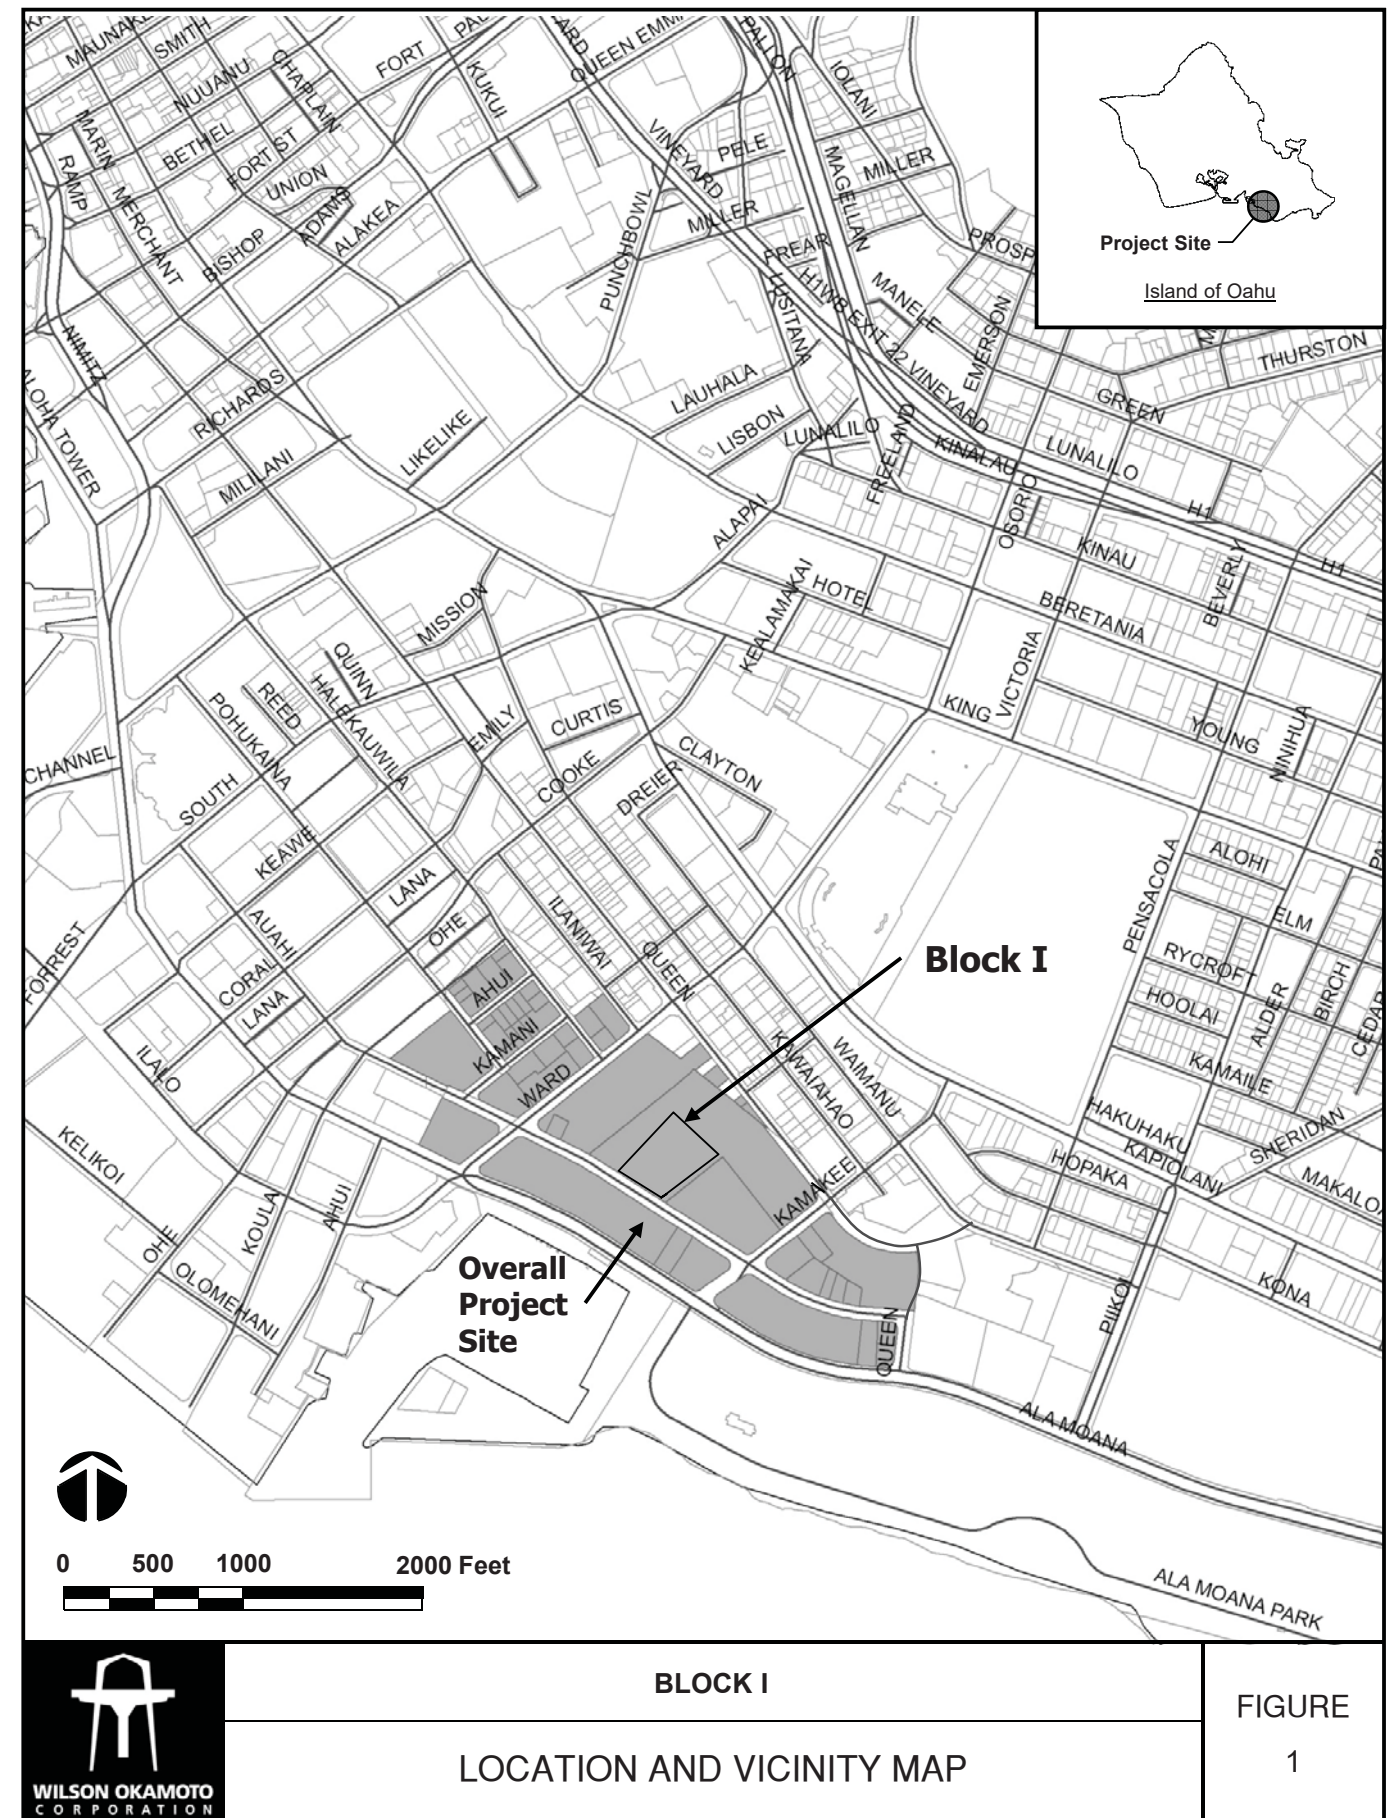 MAUNAK
SMITH
NUUANU
CHAPLAIN
FORT
KUKUI
QUEEN EMMA
PALI
IOLANI
MARIN
BETHEL
FORT ST
UNION
ADAMS
ALAKEA
RAMP
MERCHANT
BISHOP
PUNCHBOWL
VINEYARD
PELE
MILLER
MAGELLAN
MILLER
FREAR
LUSITANA
H1WB EXIT 22 VINEYARD
MANELE
PROSP
EMERSON
Project Site
Island of Oahu
THURSTON
NIMITZ
ALOHA TOWER
RICHARDS
MILILANI
LIKELIKE
LAUHALA
LISBON
LUNALILO
FREELAND
KINALAU
GREEN
LUNALILO
H1
OSORIO
ALAPAI
KINAU
BEVERLY
H1
MISSION
KEALAMAKAI
HOTEL
BERETANIA
QUINN
REED
HALEKAUWILA
POHUKAINA
EMILY
CURTIS
VICTORIA
KING
YOUNG
NINIHUA
CHANNEL
SOUTH
COOKE
CLAYTON
DREIER
KEAWE
LANA
PENSACOLA
ALOHI
ELM
FORREST
AUAHI
CORAL
LANA
OHE
ILANIWAI
QUEEN
Block I
RYCROFT
HOOLAI
ALDER
BIRCH
CEDAR
AHUI
KAMANI
WARD
KAWAIAHAO
WAIMANU
KAMAILE
ILALO
HAKUHAKU
KAPIOLANI
SHERIDAN
HOPAKA
MAKALO
KELIKOI
KAMAKEE
OHE
KOULA
AHUI
OLOMEHANI
Overall
Project
Site
QUEEN
PIIKOI
KONA
ALA MOANA
ALA MOANA PARK
0 500 1000 2000 Feet
WILSON OKAMOTO
CORPORATION
BLOCK I
LOCATION AND VICINITY MAP
FIGURE
1